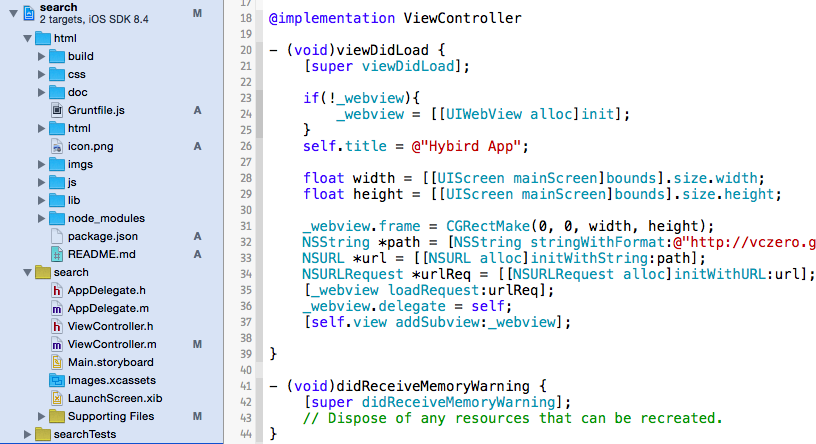 search
2 targets, iOS SDK 8.4 M
html
build
css
doc
Gruntfile.js A
html
icon.png A
imgs
js
lib
node_modules
package.json A
README.md A
search
AppDelegate.h
AppDelegate.m
ViewController.h
ViewController.m M
Main.storyboard
Images.xcassets
LaunchScreen.xib
Supporting Files M
searchTests
17
18 @implementation ViewController
19
20 - (void)viewDidLoad {
21 [super viewDidLoad];
22
23 if(!_webview){
24 _webview = [[UIWebView alloc]init];
25 }
26 self.title = @"Hybird App";
27
28 float width = [[UIScreen mainScreen]bounds].size.width;
29 float height = [[UIScreen mainScreen]bounds].size.height;
30
31 _webview.frame = CGRectMake(0, 0, width, height);
32 NSString *path = [NSString stringWithFormat:@"http://vczero.g
33 NSURL *url = [[NSURL alloc]initWithString:path];
34 NSURLRequest *urlReq = [[NSURLRequest alloc]initWithURL:url];
35 [_webview loadRequest:urlReq];
36 _webview.delegate = self;
37 [self.view addSubview:_webview];
38
39 }
40
41 - (void)didReceiveMemoryWarning {
42 [super didReceiveMemoryWarning];
43 // Dispose of any resources that can be recreated.
44 }